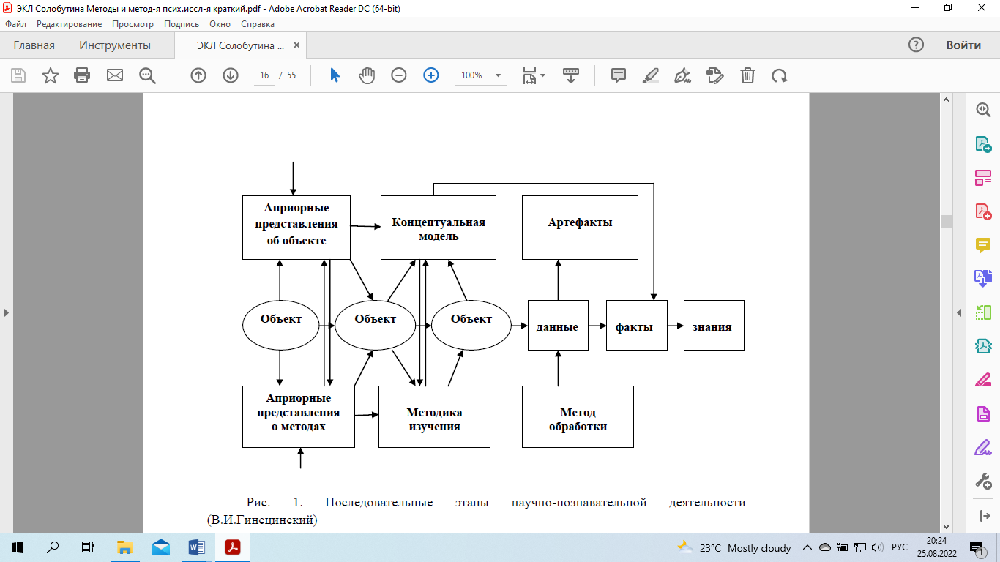 ЭКЛ Солобутина Методы и метод-я псих.иссл-я краткий.pdf - Adobe Acrobat Reader DC (64-bit)
Файл Редактирование Просмотр Подпись Окно Справка
Главная Инструменты ЭКЛ Солобутина ... × Войти
16 / 55 100%
Априорные
представления
об объекте
Концептуальная
модель
Артефакты
Объект
Объект
Объект
данные
факты
знания
Априорные
представления
о методах
Методика
изучения
Метод
обработки
Рис. 1. Последовательные этапы научно-познавательной деятельности
(В.И.Гинецинский)
23°C Mostly cloudy РУС 20:24
25.08.2022
1